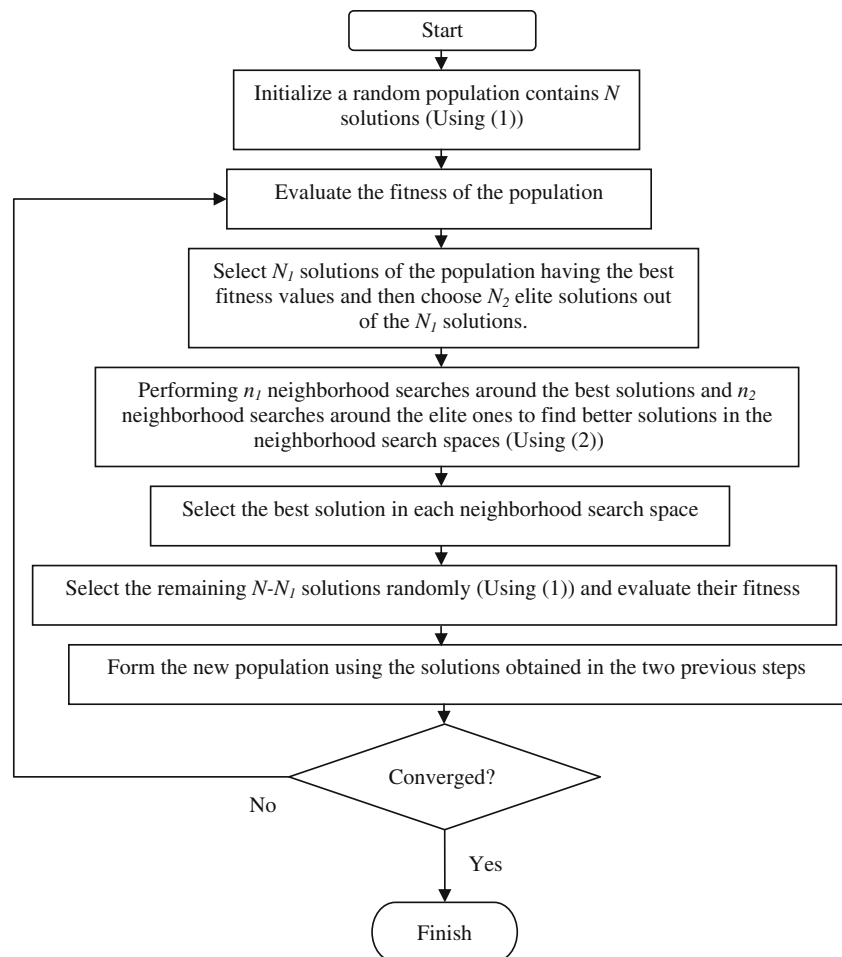 Start
Initialize a random population contains N
solutions (Using (1))
Evaluate the fitness of the population
Select N1 solutions of the population having the best
fitness values and then choose N2 elite solutions out
of the N1 solutions.
Performing n1 neighborhood searches around the best solutions and n2
neighborhood searches around the elite ones to find better solutions in the
neighborhood search spaces (Using (2))
Select the best solution in each neighborhood search space
Select the remaining N-N1 solutions randomly (Using (1)) and evaluate their fitness
Form the new population using the solutions obtained in the two previous steps
Converged?
No
Yes
Finish